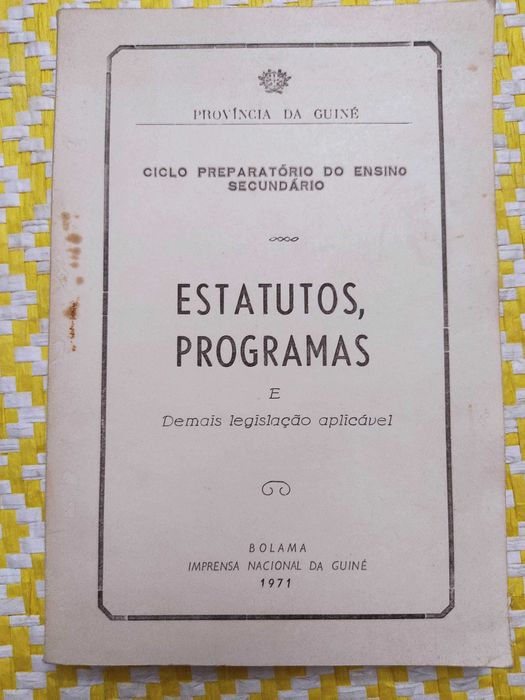 PROVÍNCIA DA GUINÉ
CICLO PREPARATÓRIO DO ENSINO
SECUNDÁRIO
ESTATUTOS,
PROGRAMAS
E
Demais legislação aplicável
BOLAMA
IMPRENSA NACIONAL DA GUINÉ
1971